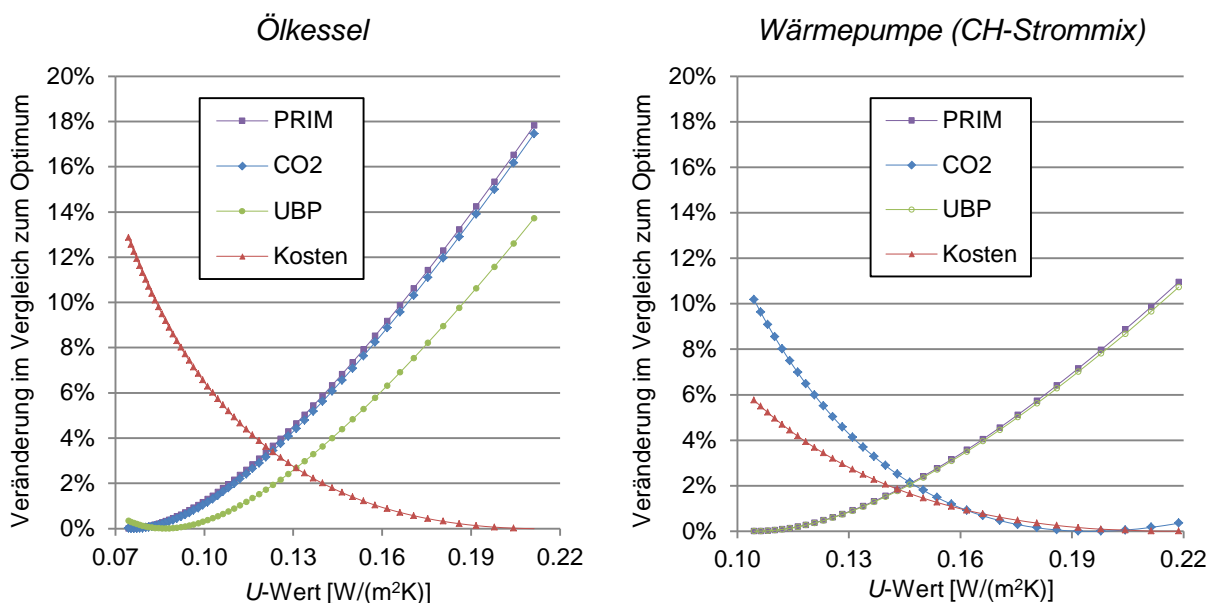 Ölkessel
Veränderung im Vergleich zum Optimum
20%
18%
16%
14%
12%
10%
8%
6%
4%
2%
0%
PRIM
CO2
UBP
Kosten
0.07
0.10
0.13
0.16
0.19
0.22
U-Wert [W/(m²K)]
Wärmepumpe (CH-Strommix)
Veränderung im Vergleich zum Optimum
20%
18%
16%
14%
12%
10%
8%
6%
4%
2%
0%
PRIM
CO2
UBP
Kosten
0.10
0.13
0.16
0.19
0.22
U-Wert [W/(m²K)]